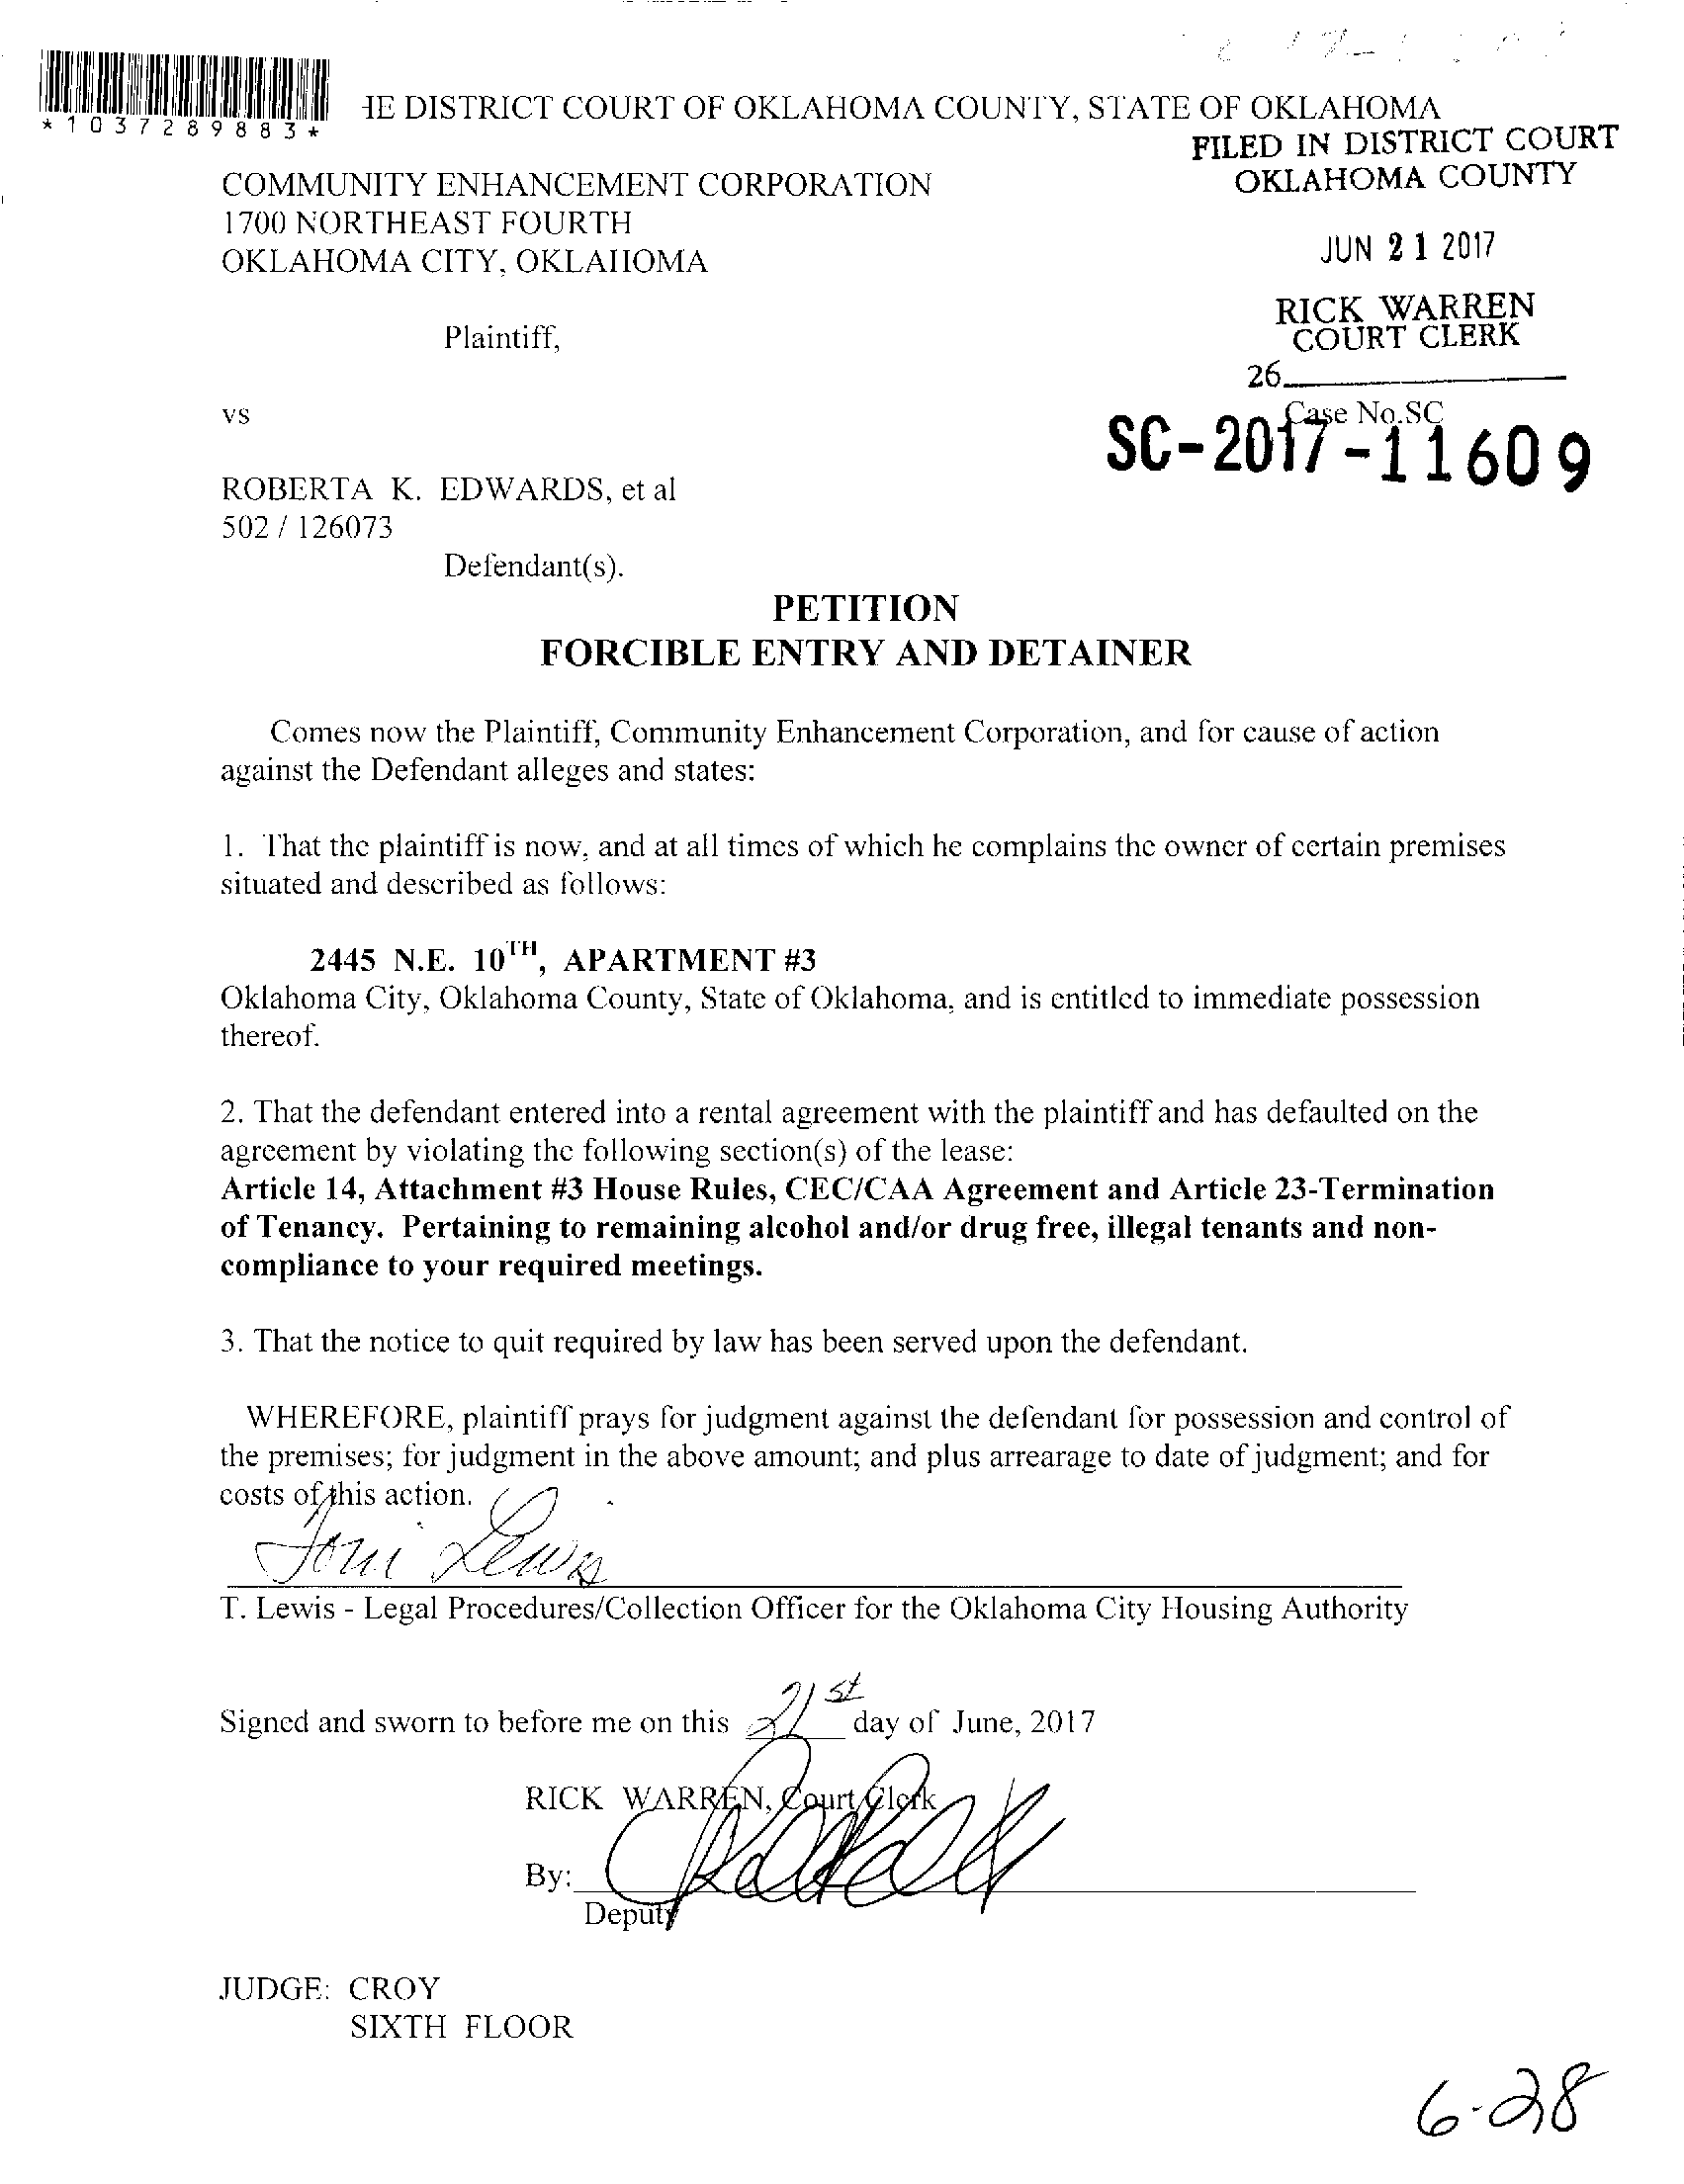 *1037289883*
HE DISTRICT COURT OF OKLAHOMA COUNTY, STATE OF OKLAHOMA
FILED IN DISTRICT COURT
OKLAHOMA COUNTY
JUN 21 2017
RICK WARREN
COURT CLERK
26
COMMUNITY ENHANCEMENT CORPORATION
1700 NORTHEAST FOURTH
OKLAHOMA CITY, OKLAHOMA
Plaintiff,
vs
Case No.SC
SC-2017-11609
ROBERTA K. EDWARDS, et al
502 / 126073
Defendant(s).
PETITION
FORCIBLE ENTRY AND DETAINER
Comes now the Plaintiff, Community Enhancement Corporation, and for cause of action
against the Defendant alleges and states:
1. That the plaintiff is now, and at all times of which he complains the owner of certain premises
situated and described as follows:
2445 N.E. 10TH, APARTMENT #3
Oklahoma City, Oklahoma County, State of Oklahoma, and is entitled to immediate possession
thereof.
2. That the defendant entered into a rental agreement with the plaintiff and has defaulted on the
agreement by violating the following section(s) of the lease:
Article 14, Attachment #3 House Rules, CEC/CAA Agreement and Article 23-Termination
of Tenancy. Pertaining to remaining alcohol and/or drug free, illegal tenants and non-
compliance to your required meetings.
3. That the notice to quit required by law has been served upon the defendant.
WHEREFORE, plaintiff prays for judgment against the defendant for possession and control of
the premises; for judgment in the above amount; and plus arrearage to date of judgment; and for
costs of this action.
Toni Lewis
T. Lewis - Legal Procedures/Collection Officer for the Oklahoma City Housing Authority
Signed and sworn to before me on this 21st day of June, 2017
RICK WARREN, Court Clerk
By:
Deputy
JUDGE: CROY
SIXTH FLOOR
6-28